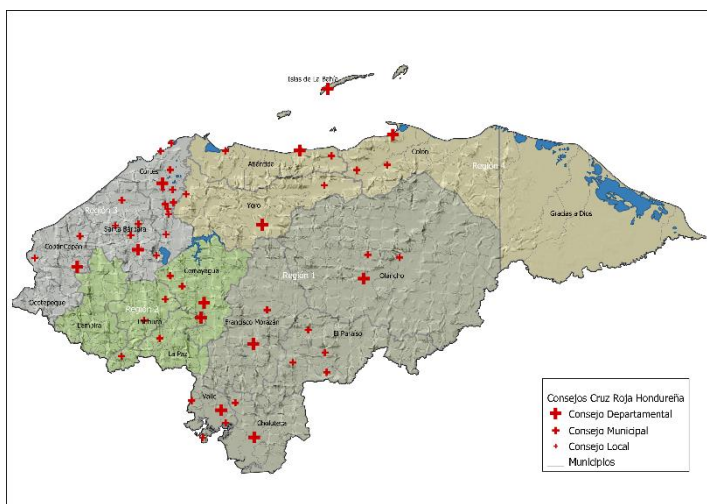 Islas de La Bahía
Atlántida
Colón
Cortés
Región 4
Yoro
Gracias a Dios
Región 3
Santa Bárbara
Copán Copán
Comayagua
Región 1
Olancho
Ocotepeque
Región
Lempira
Intibucá
Francisco Morazán
El Paraíso
La Paz
Valle
Choluteca
Consejos Cruz Roja Hondureña
Consejo Departamental
Consejo Municipal
Consejo Local
Municipios